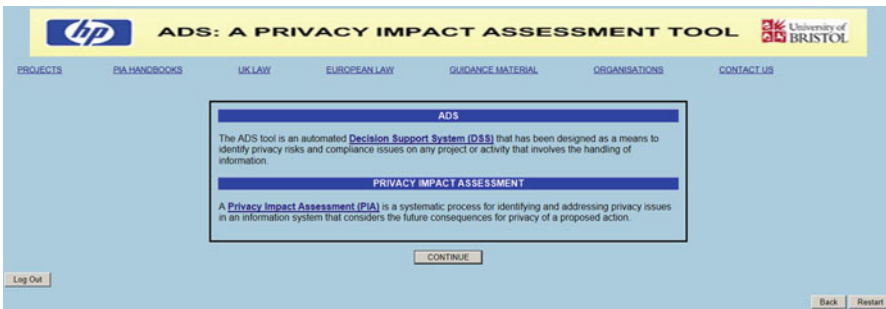 hp ADS: A PRIVACY IMPACT ASSESSMENT TOOL University of BRISTOL
PROJECTS PIA HANDBOOKS UK LAW EUROPEAN LAW GUIDANCE MATERIAL ORGANISATIONS CONTACT US
ADS
The ADS tool is an automated Decision Support System (DSS) that has been designed as a means to
identify privacy risks and compliance issues on any project or activity that involves the handling of
information.
PRIVACY IMPACT ASSESSMENT
A Privacy Impact Assessment (PIA) is a systematic process for identifying and addressing privacy issues
in an information system that considers the future consequences for privacy of a proposed action.
CONTINUE
Log Out
Back Restart